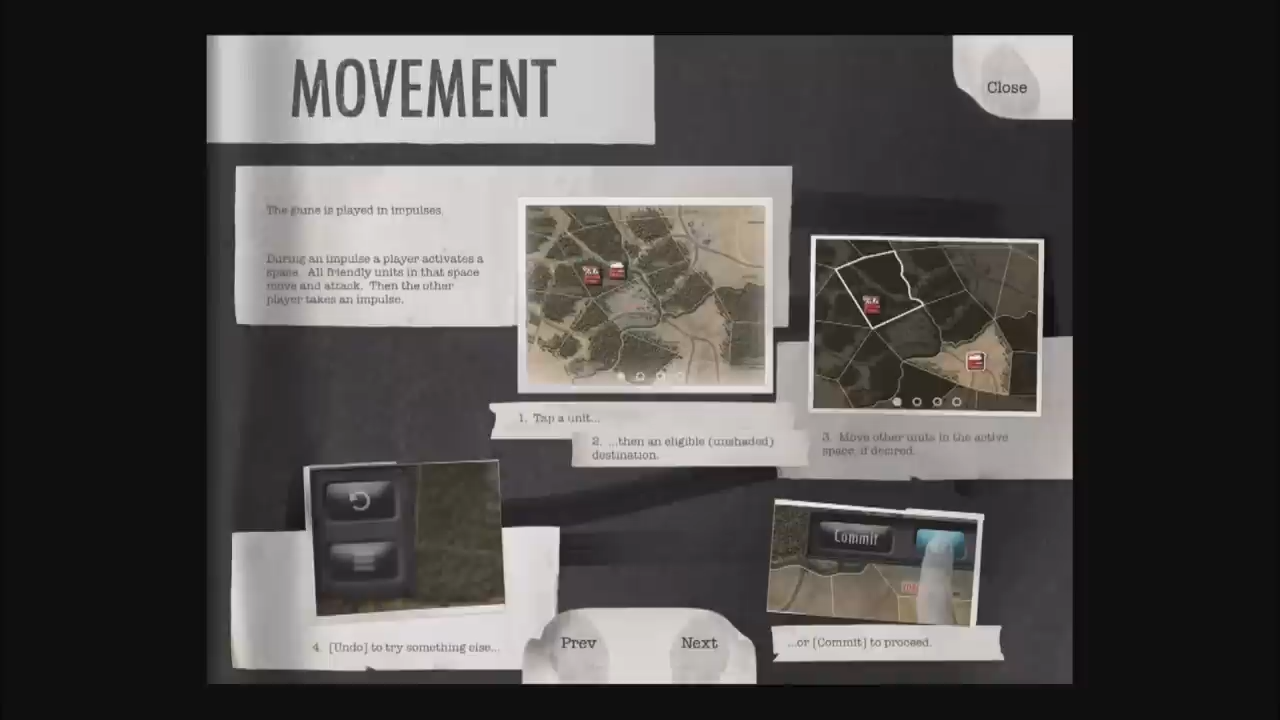 MOVEMENT
Close
The game is played in impulses.
During an impulse a player activates a
space. All friendly units in that space
move and attack. Then the other
player takes an impulse.
1. Tap a unit...
2. ...then an eligible (unshaded)
destination.
3. Move other units in the active
space, if desired.
Commit
4. [Undo] to try something else...
Prev
Next
...or [Commit] to proceed.